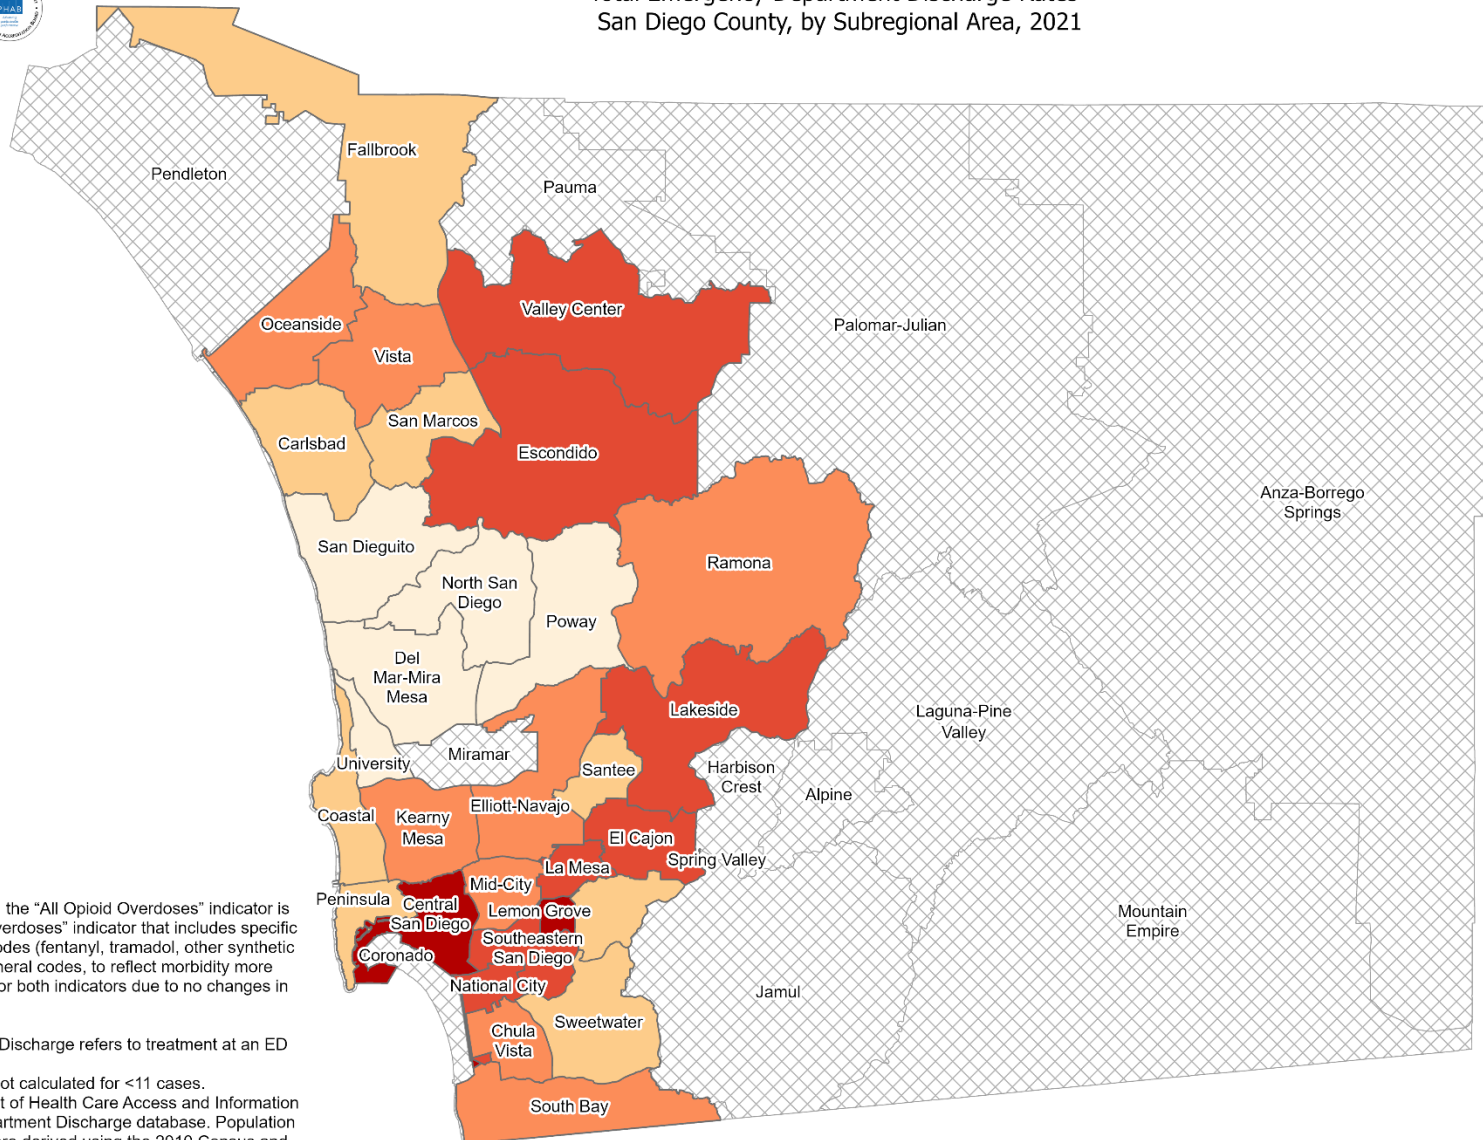 San Diego County, by Subregional Area, 2021
Pendleton
Fallbrook
Pauma
Oceanside
Vista
Valley Center
Palomar-Julian
Carlsbad
San Marcos
Escondido
Anza-Borrego
Springs
San Dieguito
North San
Diego
Poway
Ramona
Del
Mar-Mira
Mesa
Lakeside
Laguna-Pine
Valley
University
Miramar
Santee
Harbison
Crest
Alpine
Coastal
Kearny
Mesa
Elliott-Navajo
El Cajon
La Mesa
Spring Valley
Peninsula
Central
San Diego
Mid-City
Lemon Grove
Southeastern
San Diego
Coronado
National City
Mountain
Empire
Jamul
Chula
Vista
Sweetwater
South Bay
the “All Opioid Overdoses” indicator is
verdoses” indicator that includes specific
odes (fentanyl, tramadol, other synthetic
neral codes, to reflect morbidity more
or both indicators due to no changes in
Discharge refers to treatment at an ED
ot calculated for <11 cases.
t of Health Care Access and Information
artment Discharge database. Population